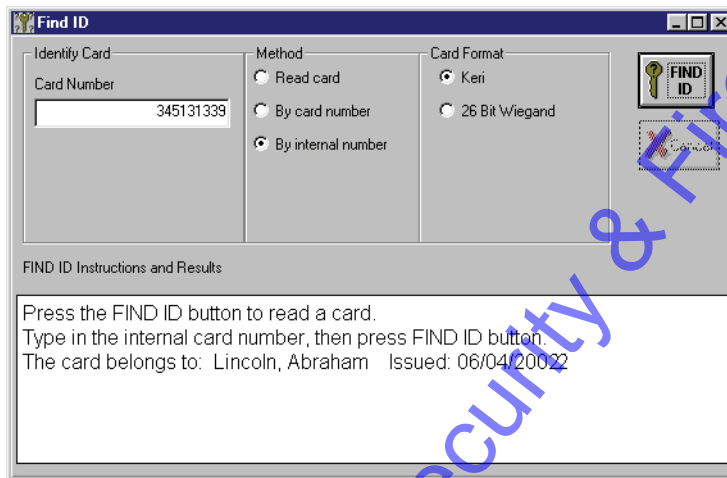 Find ID
Identify Card
Card Number
345131339
Method
Read card
By card number
By internal number
Card Format
Keri
26 Bit Wiegand
FIND
ID
Cancel
FIND ID Instructions and Results
Press the FIND ID button to read a card.
Type in the internal card number, then press FIND ID button.
The card belongs to: Lincoln, Abraham Issued: 06/04/20022
ecurity & Fir